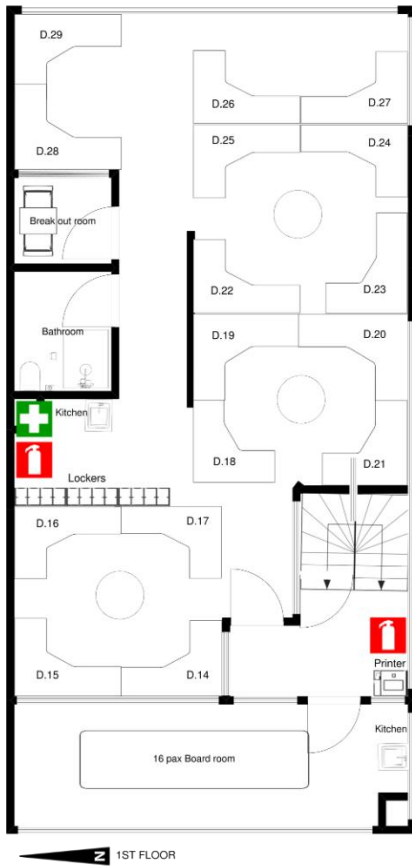 D.29
D.26
D.27
D.25
D.24
D.28
Break out room
D.22
D.23
Bathroom
D.19
D.20
Kitchen
D.18
D.21
Lockers
D.16
D.17
Printer
D.15
D.14
Kitchen
16 pax Board room
N
1ST FLOOR